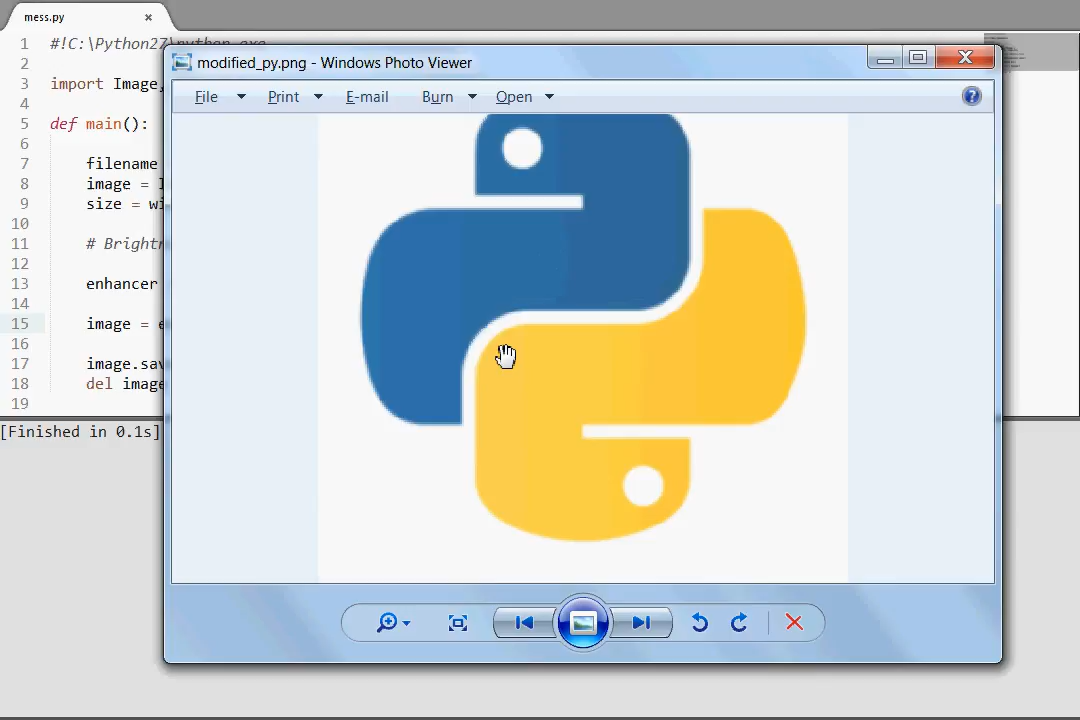 mess.py
1 #!C:\Python27\python.exe
2
3 import Image,
4
5 def main():
6
7 filename
8 image =
9 size = wi
10
11 # Brightn
12
13 enhancer
14
15 image = e
16
17 image.sav
18 del image
19
[Finished in 0.1s]
modified_py.png - Windows Photo Viewer
File Print E-mail Burn Open